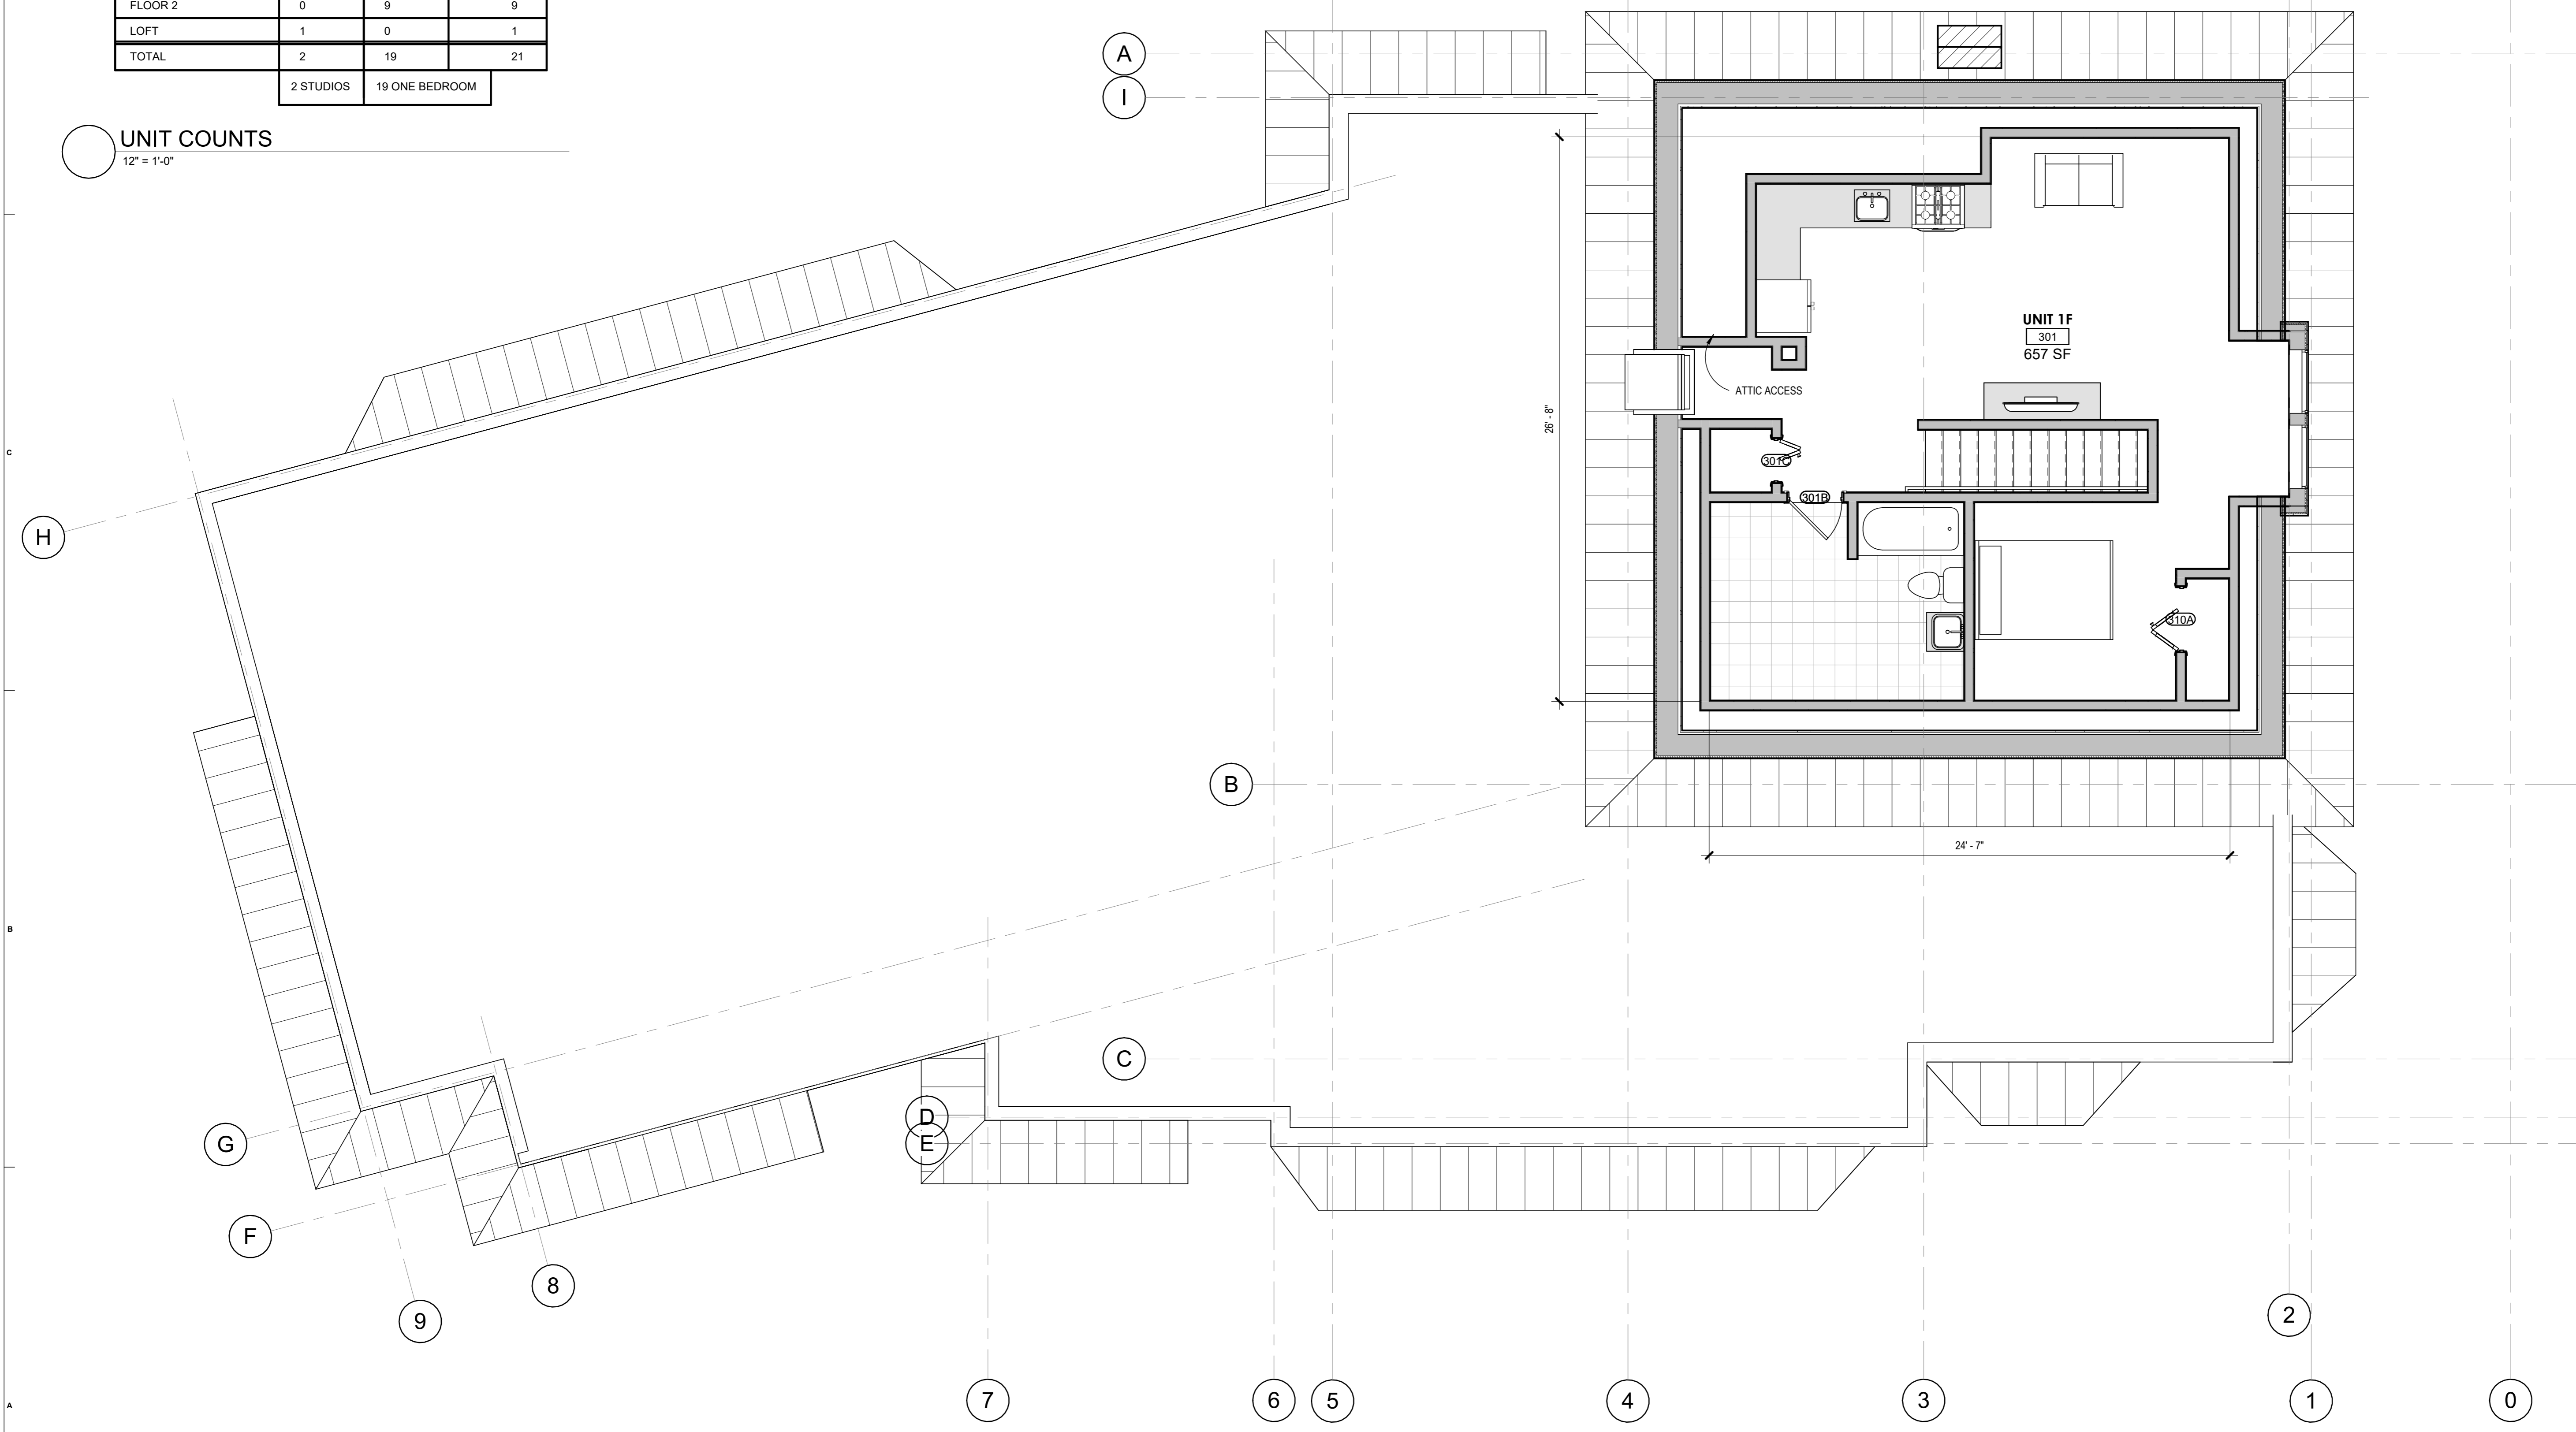 FLOOR 2 0 9 9
LOFT 1 0 1
TOTAL 2 19 21
2 STUDIOS 19 ONE BEDROOM
UNIT COUNTS
12" = 1'-0"
A
I
UNIT 1F
301
657 SF
ATTIC ACCESS
26' - 8"
C
301C
301B
H
310A
B
24' - 7"
B
C
D
E
G
F
8
9
2
7
6
5
4
3
1
0
A